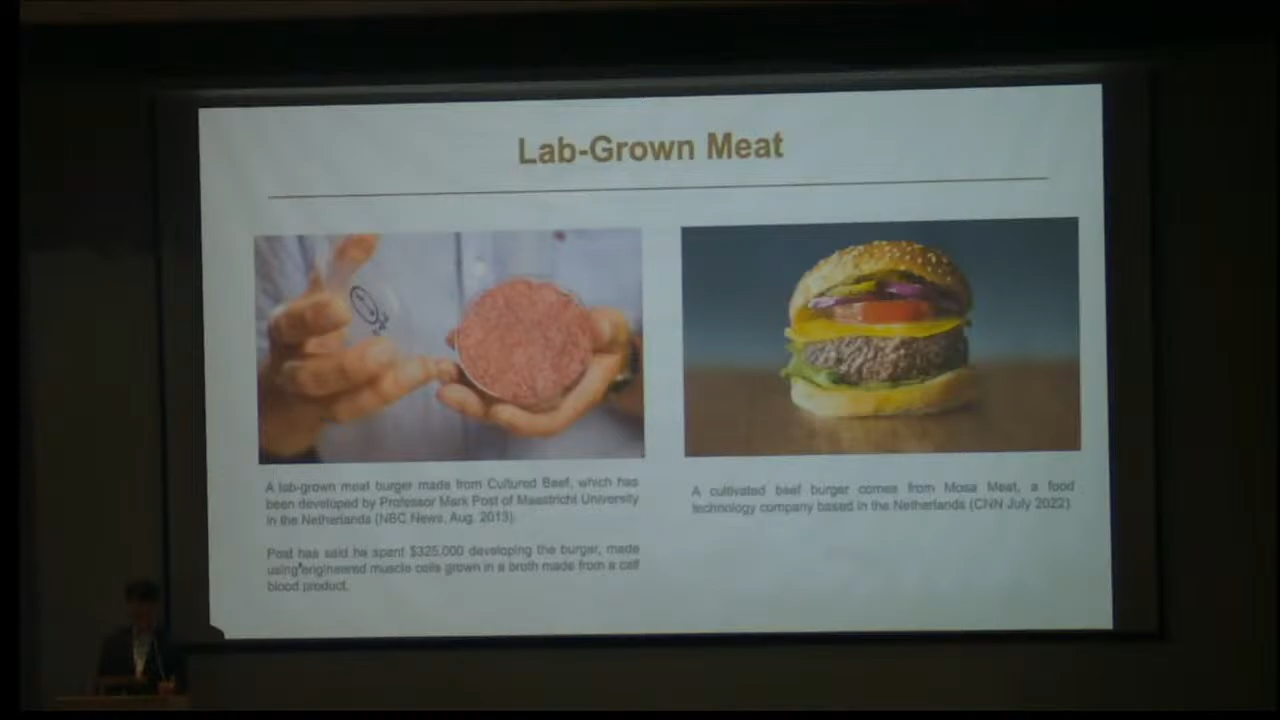 Lab-Grown Meat
A lab-grown meat burger made from Cultured Beef, which has
been developed by Professor Mark Post of Maestricht University
in the Netherlands (NBC News, Aug. 2013).
Post has said he spent $325,000 developing the burger, made
using engineered muscle cells grown in a broth made from a calf
blood product.
A cultivated beef burger comes from Mosa Meat, a food
technology company based in the Netherlands (CNN July 2022)